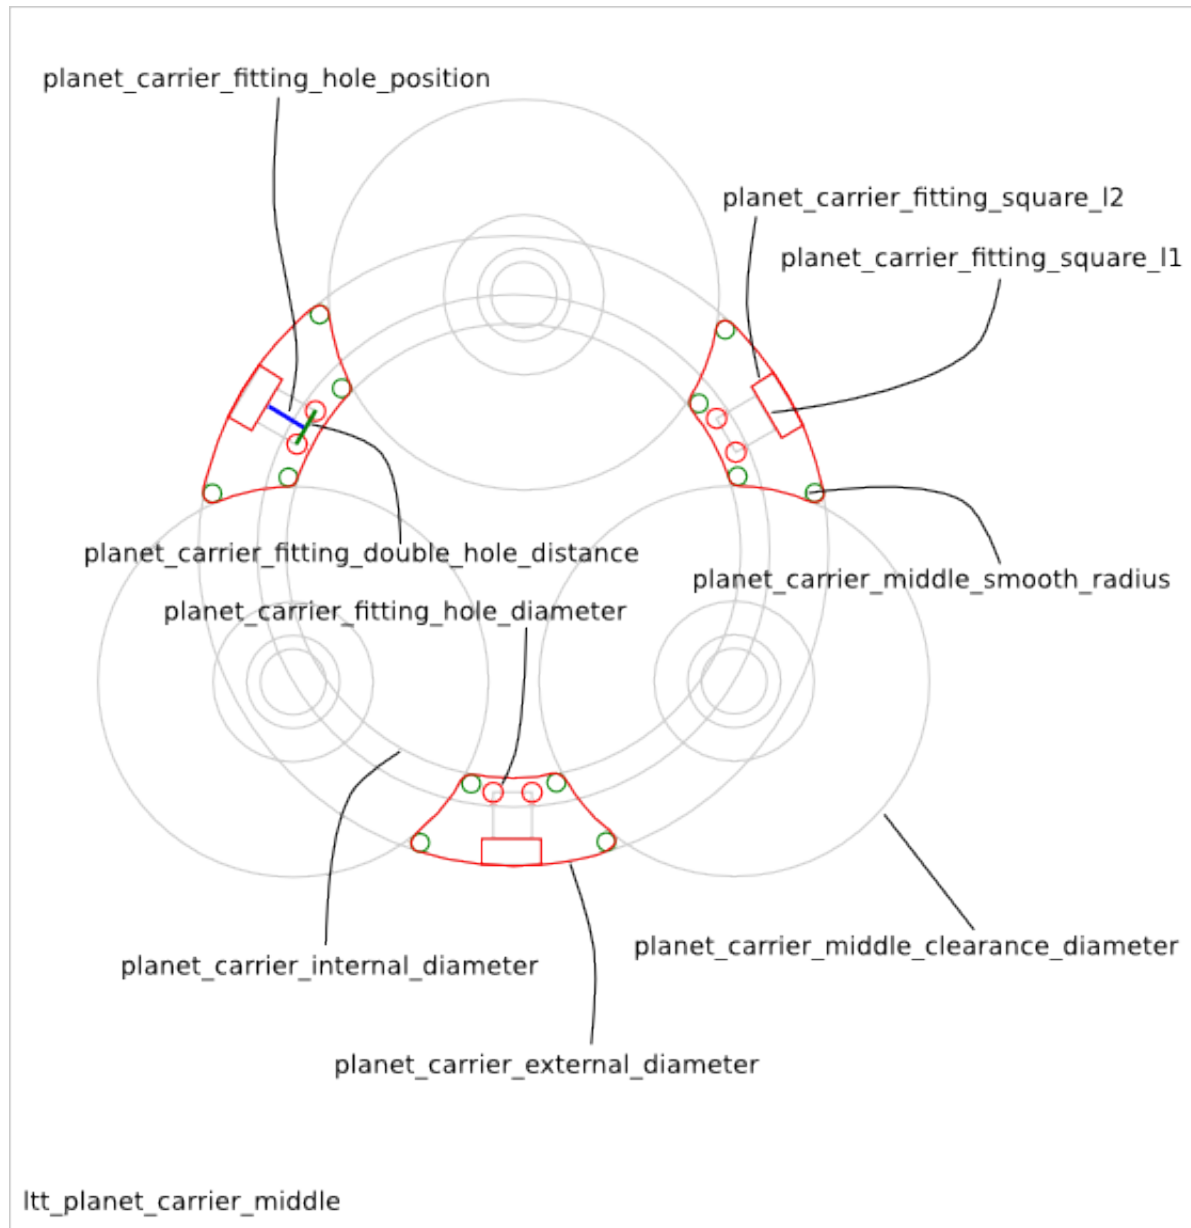 planet_carrier_fitting_hole_position
planet_carrier_fitting_square_l2
planet_carrier_fitting_square_l1
planet_carrier_fitting_double_hole_distance
planet_carrier_middle_smooth_radius
planet_carrier_fitting_hole_diameter
planet_carrier_middle_clearance_diameter
planet_carrier_internal_diameter
planet_carrier_external_diameter
ltt_planet_carrier_middle